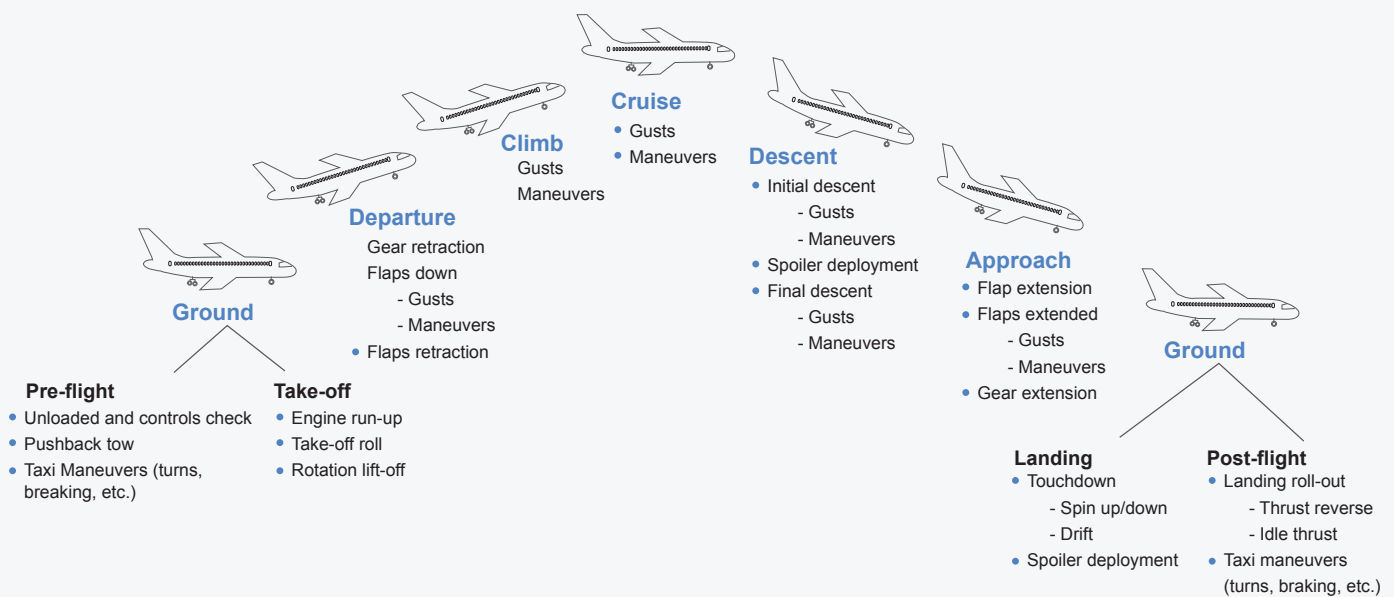 Ground
Pre-flight
• Unloaded and controls check
• Pushback tow
• Taxi Maneuvers (turns,
breaking, etc.)
Take-off
• Engine run-up
• Take-off roll
• Rotation lift-off
Departure
Gear retraction
Flaps down
- Gusts
- Maneuvers
• Flaps retraction
Climb
Gusts
Maneuvers
Cruise
• Gusts
• Maneuvers
Descent
• Initial descent
- Gusts
- Maneuvers
• Spoiler deployment
• Final descent
- Gusts
- Maneuvers
Approach
• Flap extension
• Flaps extended
- Gusts
- Maneuvers
• Gear extension
Ground
Landing
• Touchdown
- Spin up/down
- Drift
• Spoiler deployment
Post-flight
• Landing roll-out
- Thrust reverse
- Idle thrust
• Taxi maneuvers
(turns, braking, etc.)